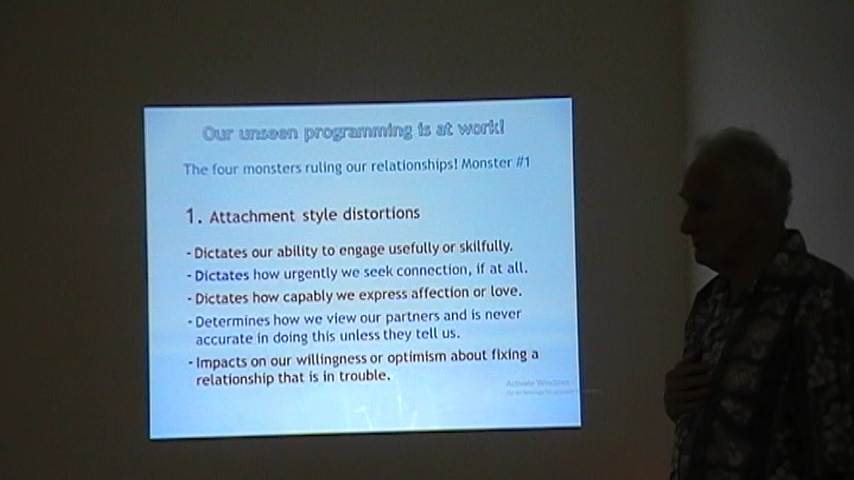 Our unseen programming is at work!
The four monsters ruling our relationships! Monster #1
1. Attachment style distortions
- Dictates our ability to engage usefully or skilfully.
- Dictates how urgently we seek connection, if at all.
- Dictates how capably we express affection or love.
- Determines how we view our partners and is never
accurate in doing this unless they tell us.
- Impacts on our willingness or optimism about fixing a
relationship that is in trouble.
Activate Windows